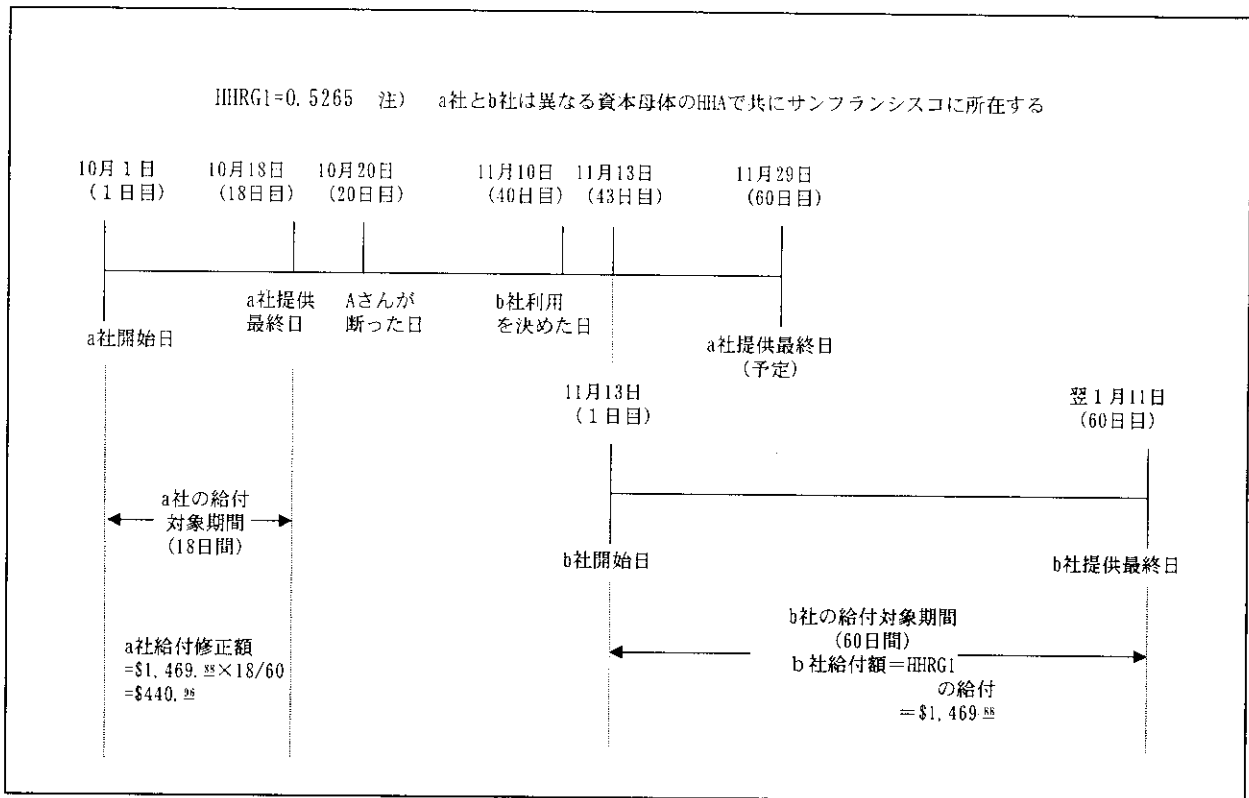 HHRG1=0.5265 注) a社とb社は異なる資本母体のHHAで共にサンフランシスコに所在する
10月1日 10月18日 10月20日 11月10日 11月13日 11月29日
(1日目) (18日目) (20日目) (40日目) (43日目) (60日目)
a社開始日
a社提供
最終日
Aさんが
断った日
b社利用
を決めた日
a社提供最終日
(予定)
11月13日
(1日目)
翌1月11日
(60日目)
a社の給付
対象期間
(18日間)
b社開始日
b社提供最終日
a社給付修正額
=$1,469.88×18/60
=$440.96
b社の給付対象期間
(60日間)
b社給付額=HHRG1
の給付
=$1,469.88